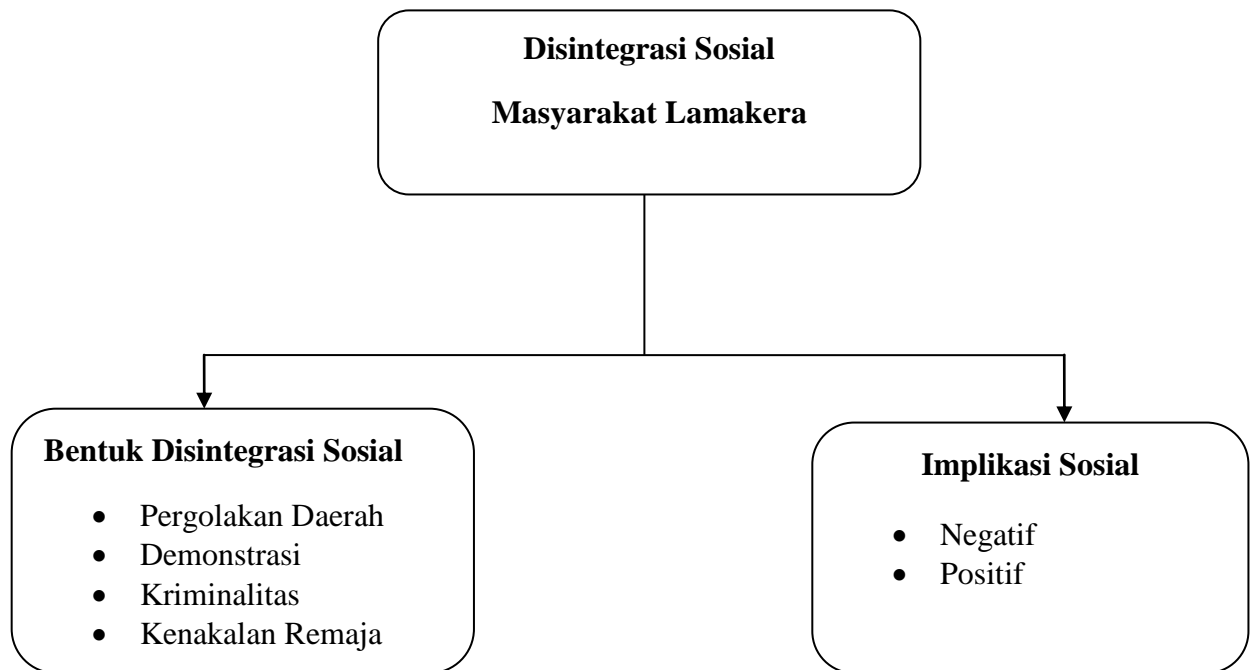 Disintegrasi Sosial
Masyarakat Lamakera
Bentuk Disintegrasi Sosial
• Pergolakan Daerah
• Demonstrasi
• Kriminalitas
• Kenakalan Remaja
Implikasi Sosial
• Negatif
• Positif